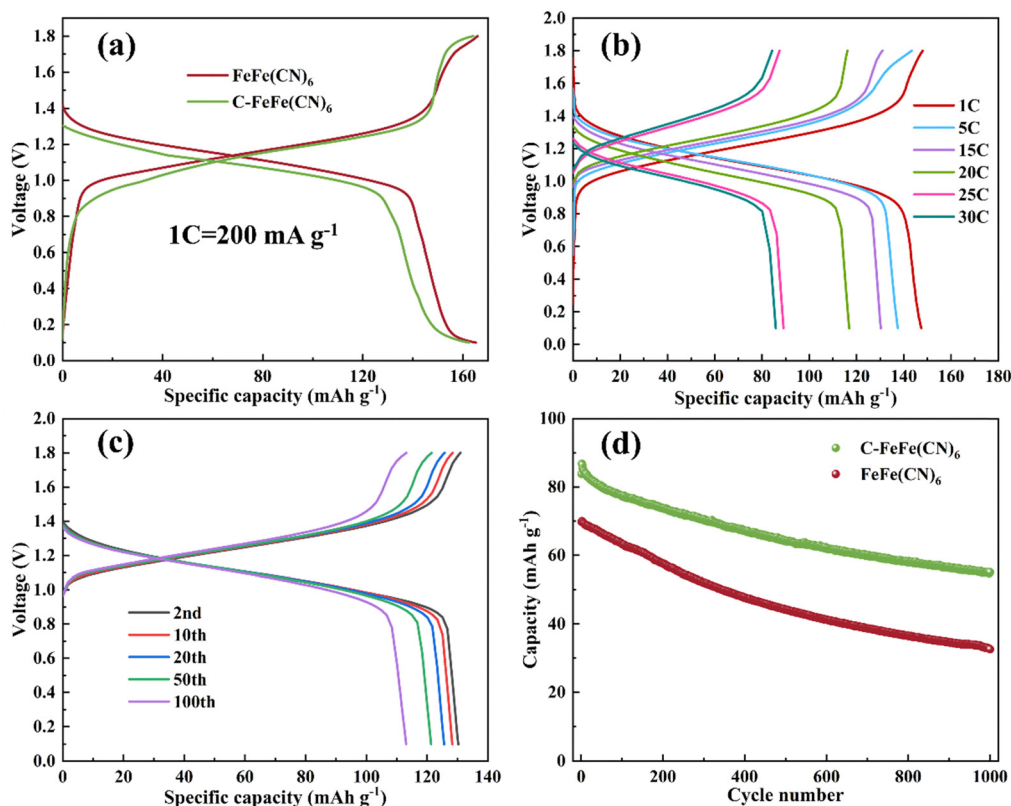 (a)
FeFe(CN)₆
C-FeFe(CN)₆
1C=200 mA g⁻¹
Voltage (V)
0.0
0.2
0.4
0.6
0.8
1.0
1.2
1.4
1.6
1.8
0 40 80 120 160
Specific capacity (mAh g⁻¹)
(b)
1C
5C
15C
20C
25C
30C
Voltage (V)
0.0
0.2
0.4
0.6
0.8
1.0
1.2
1.4
1.6
1.8
2.0
0 20 40 60 80 100 120 140 160 180
Specific capacity (mAh g⁻¹)
(c)
2nd
10th
20th
50th
100th
Voltage (V)
0.0
0.2
0.4
0.6
0.8
1.0
1.2
1.4
1.6
1.8
2.0
0 20 40 60 80 100 120 140
Specific capacity (mAh g⁻¹)
(d)
C-FeFe(CN)₆
FeFe(CN)₆
Capacity (mAh g⁻¹)
0
20
40
60
80
100
0 200 400 600 800 1000
Cycle number